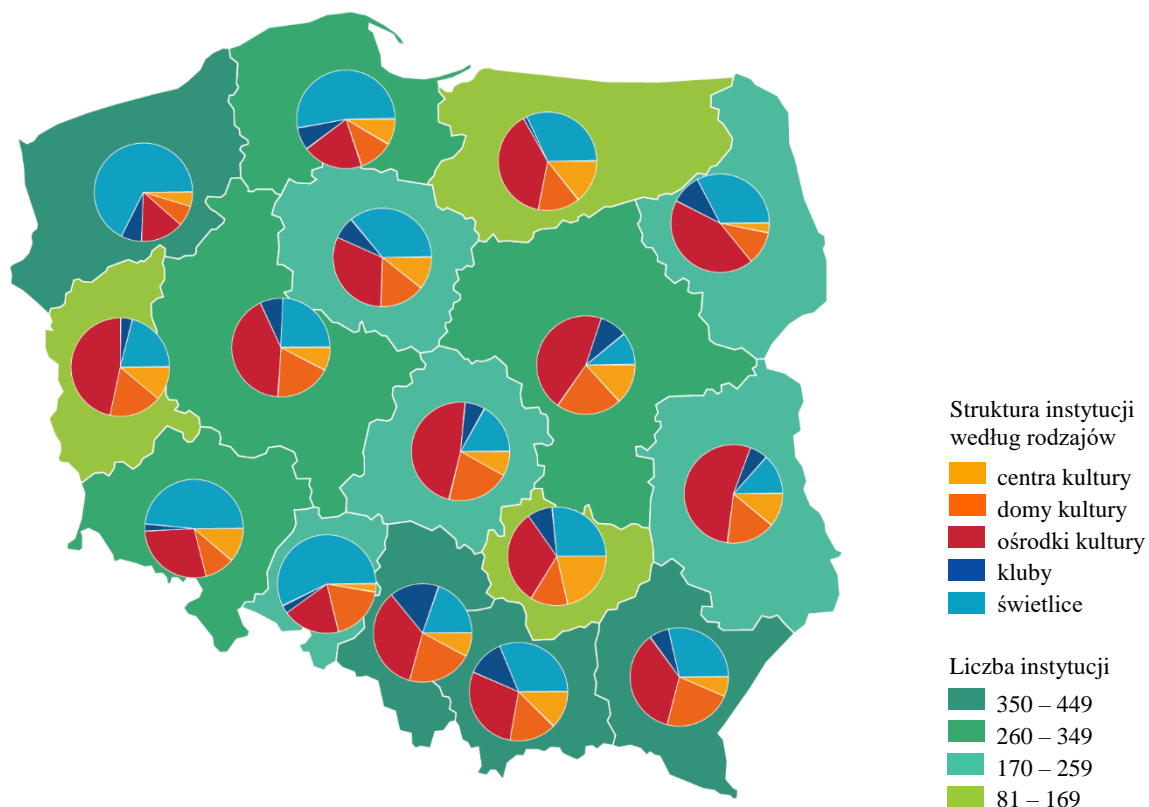 Struktura instytucji
według rodzajów
centra kultury
domy kultury
ośrodki kultury
kluby
świetlice
Liczba instytucji
350 – 449
260 – 349
170 – 259
81 – 169